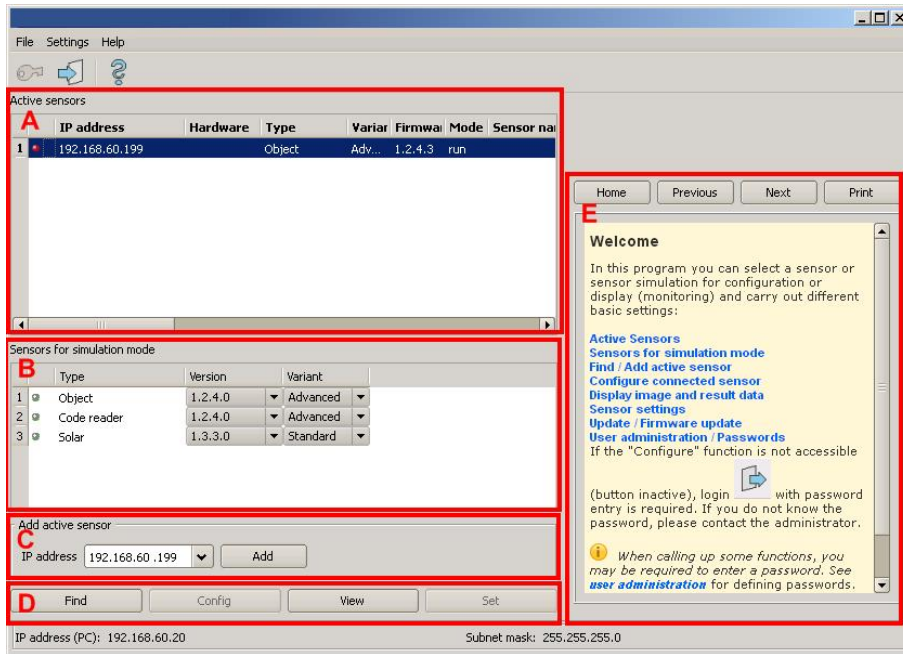 File Settings Help
Active sensors
A
IP address Hardware Type Variar Firmwar Mode Sensor nar
1 192.168.60.199 Object Adv... 1.2.4.3 run
Sensors for simulation mode
B
Type Version Variant
1 Object 1.2.4.0 Advanced
2 Code reader 1.2.4.0 Advanced
3 Solar 1.3.3.0 Standard
Add active sensor
C
IP address 192.168.60 .199 Add
D
Find Config View Set
IP address (PC): 192.168.60.20 Subnet mask: 255.255.255.0
Home Previous Next Print
E
Welcome
In this program you can select a sensor or
sensor simulation for configuration or
display (monitoring) and carry out different
basic settings:
Active Sensors
Sensors for simulation mode
Find / Add active sensor
Configure connected sensor
Display image and result data
Sensor settings
Update / Firmware update
User administration / Passwords
If the "Configure" function is not accessible
(button inactive), login with password
entry is required. If you do not know the
password, please contact the administrator.
When calling up some functions, you
may be required to enter a password. See
user administration for defining passwords.